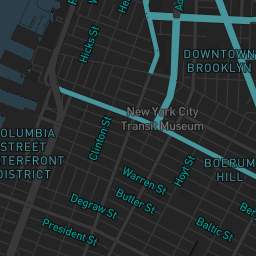 Hicks St
DOWNTOWN
BROOKLYN
New York City
Transit Museum
Clinton St
COLUMBIA
STREET
WATERFRONT
DISTRICT
Hoyt St
BOERUM
HILL
Warren St
Butler St
Degraw St
President St
Baltic St